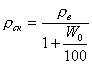 ρ_ск = ρ_в / (1 + W_0 / 100)